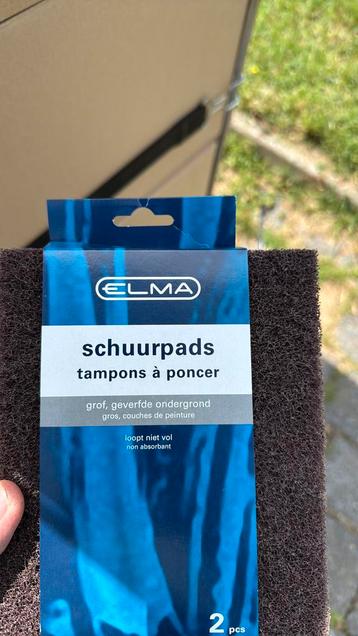 ELMA
schuurpads
tampons à poncer
grof, geverfde ondergrond
gros, couches de peinture
loopt niet vol
non absorbant
2 pcs